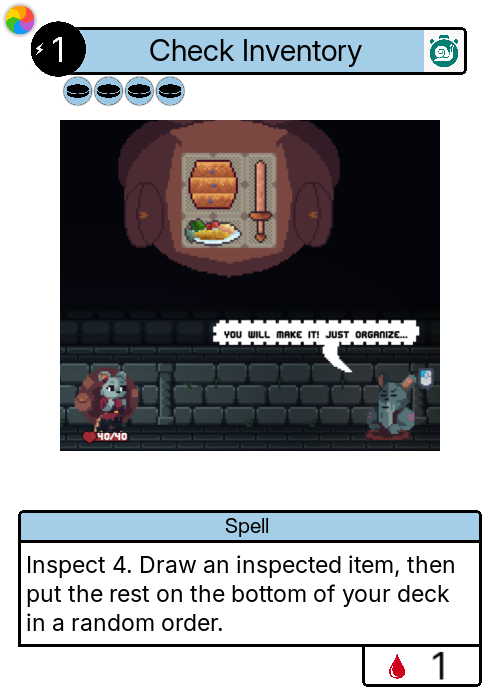 1
Check Inventory
YOU WILL MAKE IT! JUST ORGANIZE...
40/40
Spell
Inspect 4. Draw an inspected item, then
put the rest on the bottom of your deck
in a random order.
1